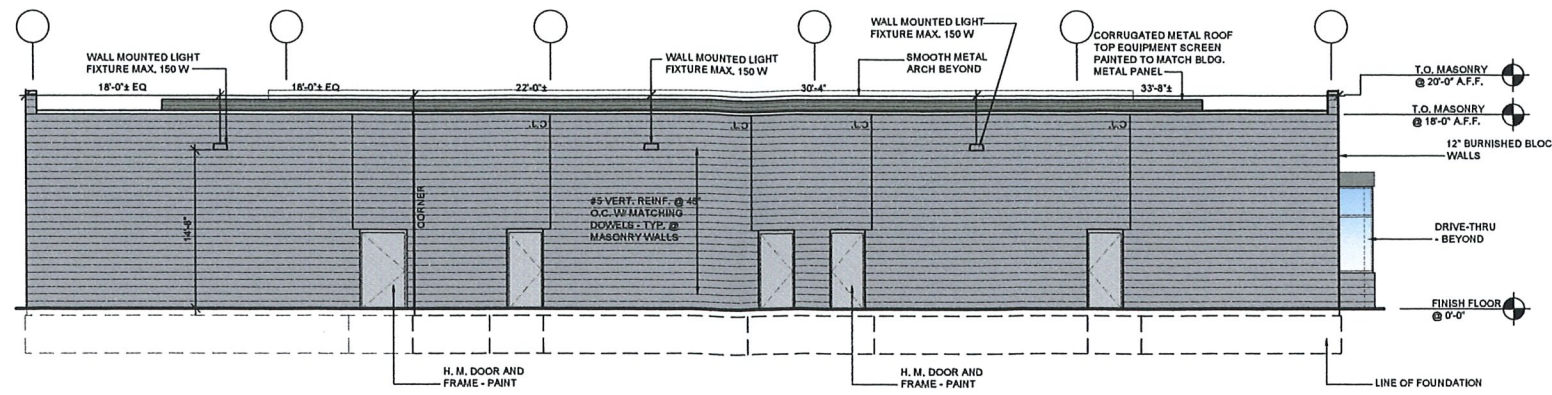 WALL MOUNTED LIGHT
FIXTURE MAX. 150 W
WALL MOUNTED LIGHT
FIXTURE MAX. 150 W
SMOOTH METAL
ARCH BEYOND
WALL MOUNTED LIGHT
FIXTURE MAX. 150 W
CORRUGATED METAL ROOF
TOP EQUIPMENT SCREEN
PAINTED TO MATCH BLDG.
METAL PANEL
18'-0"± EQ
18'-0"± EQ
22'-0"±
30'-4"
33'-8"±
T.O. MASONRY
@ 20'-0" A.F.F.
T.O. MASONRY
@ 18'-0" A.F.F.
12" BURNISHED BLOC
WALLS
C.J.
C.J.
C.J.
C.J.
14'-8"
CORNER
#5 VERT. REINF. @ 48"
O.C. W/ MATCHING
DOWELS - TYP. @
MASONRY WALLS
DRIVE-THRU
- BEYOND
FINISH FLOOR
@ 0'-0"
H. M. DOOR AND
FRAME - PAINT
H. M. DOOR AND
FRAME - PAINT
LINE OF FOUNDATION